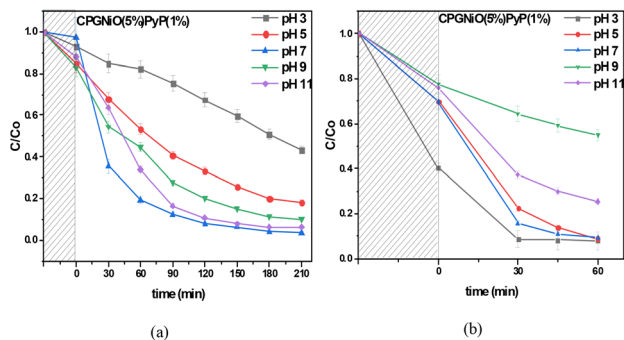 CPGNiO(5%)PyP(1%)
pH 3
pH 5
pH 7
pH 9
pH 11
C/Co
1.0
0.8
0.6
0.4
0.2
0.0
0 30 60 90 120 150 180 210
time (min)
(a)
CPGNiO(5%)PyP(1%)
pH 3
pH 5
pH 7
pH 9
pH 11
C/Co
1.0
0.8
0.6
0.4
0.2
0.0
0 30 60
time (min)
(b)